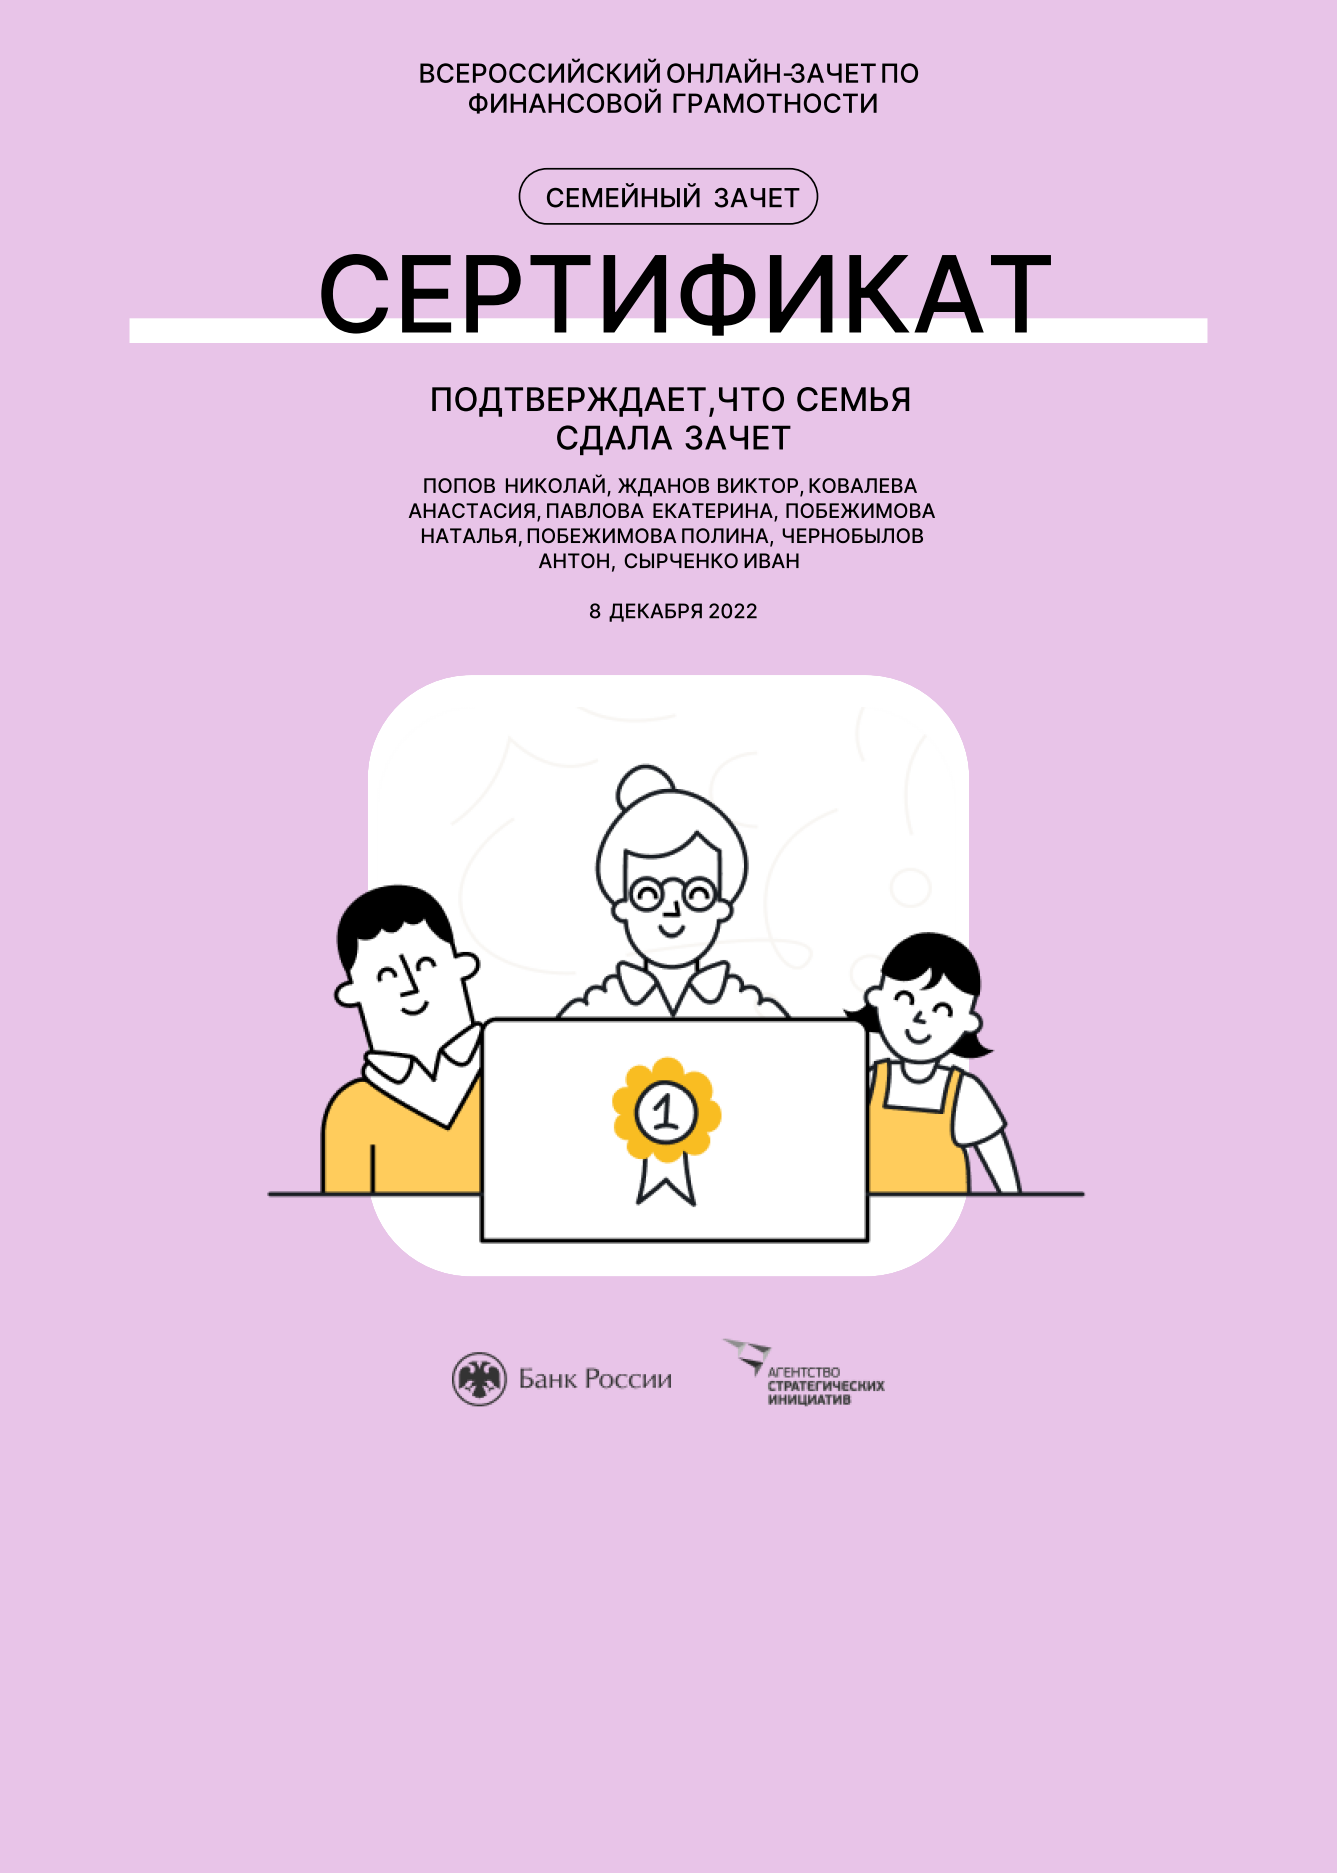 ВСЕРОССИЙСКИЙ ОНЛАЙН-ЗАЧЕТ ПО
ФИНАНСОВОЙ ГРАМОТНОСТИ
СЕМЕЙНЫЙ ЗАЧЕТ
СЕРТИФИКАТ
ПОДТВЕРЖДАЕТ,ЧТО СЕМЬЯ
СДАЛА ЗАЧЕТ
ПОПОВ НИКОЛАЙ, ЖДАНОВ ВИКТОР, КОВАЛЕВА
АНАСТАСИЯ, ПАВЛОВА ЕКАТЕРИНА, ПОБЕЖИМОВА
НАТАЛЬЯ, ПОБЕЖИМОВА ПОЛИНА, ЧЕРНОБЫЛОВ
АНТОН, СЫРЧЕНКО ИВАН
8 ДЕКАБРЯ 2022
1
Банк России
АГЕНТСТВО
СТРАТЕГИЧЕСКИХ
ИНИЦИАТИВ